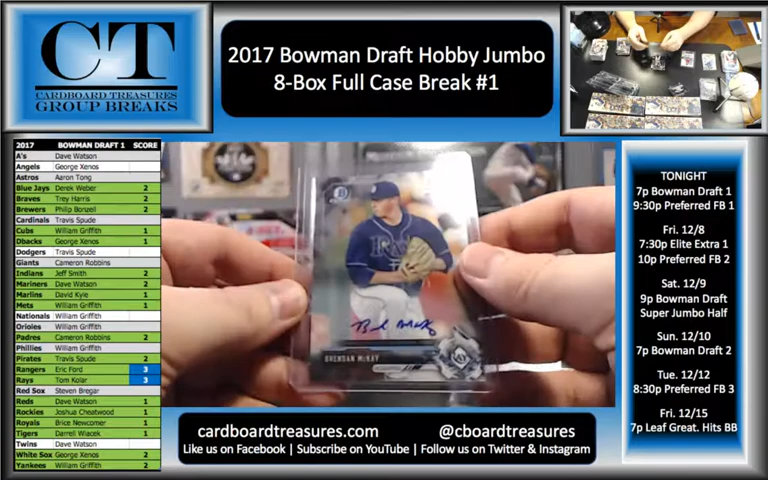 CT
CARDBOARD TREASURES
GROUP BREAKS
2017 Bowman Draft Hobby Jumbo
8-Box Full Case Break #1
2017 BOWMAN DRAFT 1 SCORE
A's Dave Watson
Angels George Xenos
Astros Aaron Tong
Blue Jays Derek Weber 2
Braves Trey Harris 2
Brewers Philip Bonzell 2
Cardinals Travis Spude
Cubs William Griffith 1
Dbacks George Xenos 1
Dodgers Travis Spude
Giants Cameron Robbins
Indians Jeff Smith 2
Mariners Dave Watson 2
Marlins David Kyle 1
Mets William Griffith 1
Nationals William Griffith
Orioles William Griffith
Padres Cameron Robbins 2
Phillies William Griffith
Pirates Travis Spude 2
Rangers Eric Ford 3
Rays Tom Kolar 3
Red Sox Steven Bregar
Reds Dave Watson 1
Rockies Joshua Cheatwood 1
Royals Brice Newcomer 1
Tigers Darrell Wiacek 1
Twins Dave Watson
White Sox George Xenos 2
Yankees William Griffith 2
RAYS
BRENDAN McKAY
TONIGHT
7p Bowman Draft 1
9:30p Preferred FB 1
Fri. 12/8
7:30p Elite Extra 1
10p Preferred FB 2
Sat. 12/9
9p Bowman Draft
Super Jumbo Half
Sun. 12/10
7p Bowman Draft 2
Tue. 12/12
8:30p Preferred FB 3
Fri. 12/15
7p Leaf Great. Hits BB
cardboardtreasures.com @cboardtreasures
Like us on Facebook | Subscribe on YouTube | Follow us on Twitter & Instagram